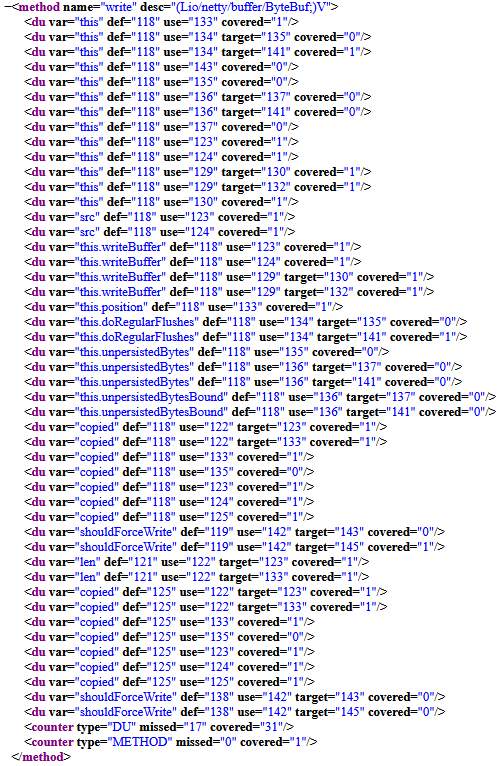 −<method name="write" desc="(Lio/netty/buffer/ByteBuf;)V">
<du var="this" def="118" use="133" covered="1"/>
<du var="this" def="118" use="134" target="135" covered="0"/>
<du var="this" def="118" use="134" target="141" covered="1"/>
<du var="this" def="118" use="143" covered="0"/>
<du var="this" def="118" use="135" covered="0"/>
<du var="this" def="118" use="136" target="137" covered="0"/>
<du var="this" def="118" use="136" target="141" covered="0"/>
<du var="this" def="118" use="137" covered="0"/>
<du var="this" def="118" use="123" covered="1"/>
<du var="this" def="118" use="124" covered="1"/>
<du var="this" def="118" use="129" target="130" covered="1"/>
<du var="this" def="118" use="129" target="132" covered="1"/>
<du var="this" def="118" use="130" covered="1"/>
<du var="src" def="118" use="123" covered="1"/>
<du var="src" def="118" use="124" covered="1"/>
<du var="this.writeBuffer" def="118" use="123" covered="1"/>
<du var="this.writeBuffer" def="118" use="124" covered="1"/>
<du var="this.writeBuffer" def="118" use="129" target="130" covered="1"/>
<du var="this.writeBuffer" def="118" use="129" target="132" covered="1"/>
<du var="this.position" def="118" use="133" covered="1"/>
<du var="this.doRegularFlushes" def="118" use="134" target="135" covered="0"/>
<du var="this.doRegularFlushes" def="118" use="134" target="141" covered="1"/>
<du var="this.unpersistedBytes" def="118" use="135" covered="0"/>
<du var="this.unpersistedBytes" def="118" use="136" target="137" covered="0"/>
<du var="this.unpersistedBytes" def="118" use="136" target="141" covered="0"/>
<du var="this.unpersistedBytesBound" def="118" use="136" target="137" covered="0"/>
<du var="this.unpersistedBytesBound" def="118" use="136" target="141" covered="0"/>
<du var="copied" def="118" use="122" target="123" covered="1"/>
<du var="copied" def="118" use="122" target="133" covered="1"/>
<du var="copied" def="118" use="133" covered="1"/>
<du var="copied" def="118" use="135" covered="0"/>
<du var="copied" def="118" use="123" covered="1"/>
<du var="copied" def="118" use="124" covered="1"/>
<du var="copied" def="118" use="125" covered="1"/>
<du var="shouldForceWrite" def="119" use="142" target="143" covered="0"/>
<du var="shouldForceWrite" def="119" use="142" target="145" covered="1"/>
<du var="len" def="121" use="122" target="123" covered="1"/>
<du var="len" def="121" use="122" target="133" covered="1"/>
<du var="copied" def="125" use="122" target="123" covered="1"/>
<du var="copied" def="125" use="122" target="133" covered="1"/>
<du var="copied" def="125" use="133" covered="1"/>
<du var="copied" def="125" use="135" covered="0"/>
<du var="copied" def="125" use="123" covered="1"/>
<du var="copied" def="125" use="124" covered="1"/>
<du var="copied" def="125" use="125" covered="1"/>
<du var="shouldForceWrite" def="138" use="142" target="143" covered="0"/>
<du var="shouldForceWrite" def="138" use="142" target="145" covered="0"/>
<counter type="DU" missed="17" covered="31"/>
<counter type="METHOD" missed="0" covered="1"/>
</method>